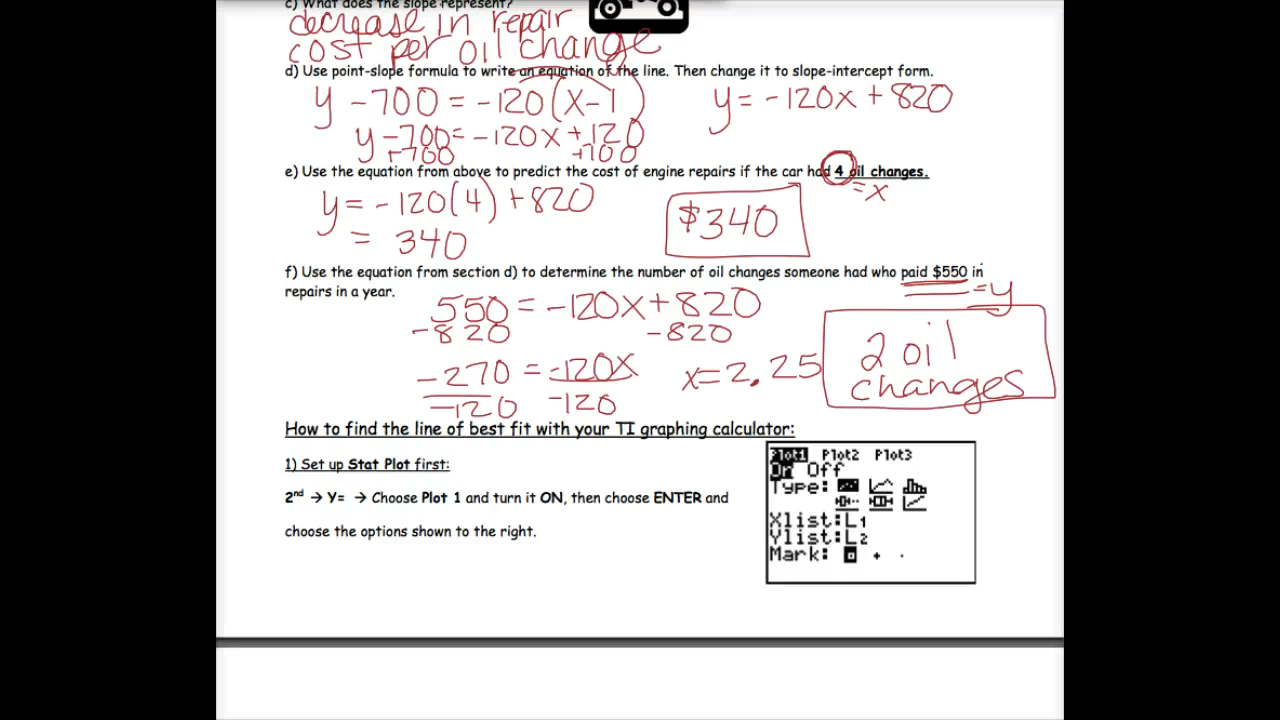 c) What does the slope represent?
decrease in repair
cost per oil change
d) Use point-slope formula to write an equation of the line. Then change it to slope-intercept form.
y - 700 = -120(x-1)
y = -120x + 820
y - 700 = -120x + 120
+700 +700
e) Use the equation from above to predict the cost of engine repairs if the car had 4 oil changes.
= x
y = -120(4) + 820
= 340
$340
f) Use the equation from section d) to determine the number of oil changes someone had who paid $550 in
repairs in a year.
= y
550 = -120x + 820
-820 -820
-270 = -120x
-120 -120
x = 2.25
2 oil
changes
How to find the line of best fit with your TI graphing calculator:
1) Set up Stat Plot first:
2nd → Y= → Choose Plot 1 and turn it ON, then choose ENTER and
choose the options shown to the right.
Plot1 Plot2 Plot3
On Off
Type:
Xlist:L1
Ylist:L2
Mark: + .